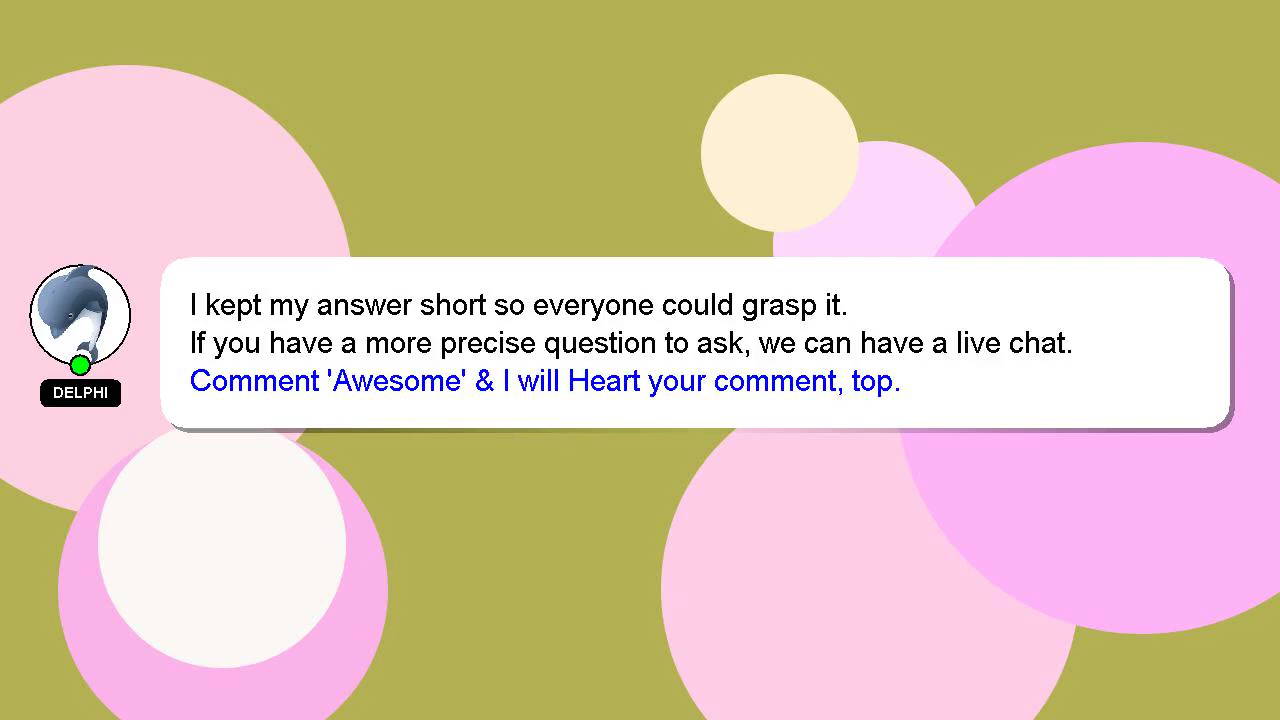 I kept my answer short so everyone could grasp it.
If you have a more precise question to ask, we can have a live chat.
Comment 'Awesome' & I will Heart your comment, top.
DELPHI